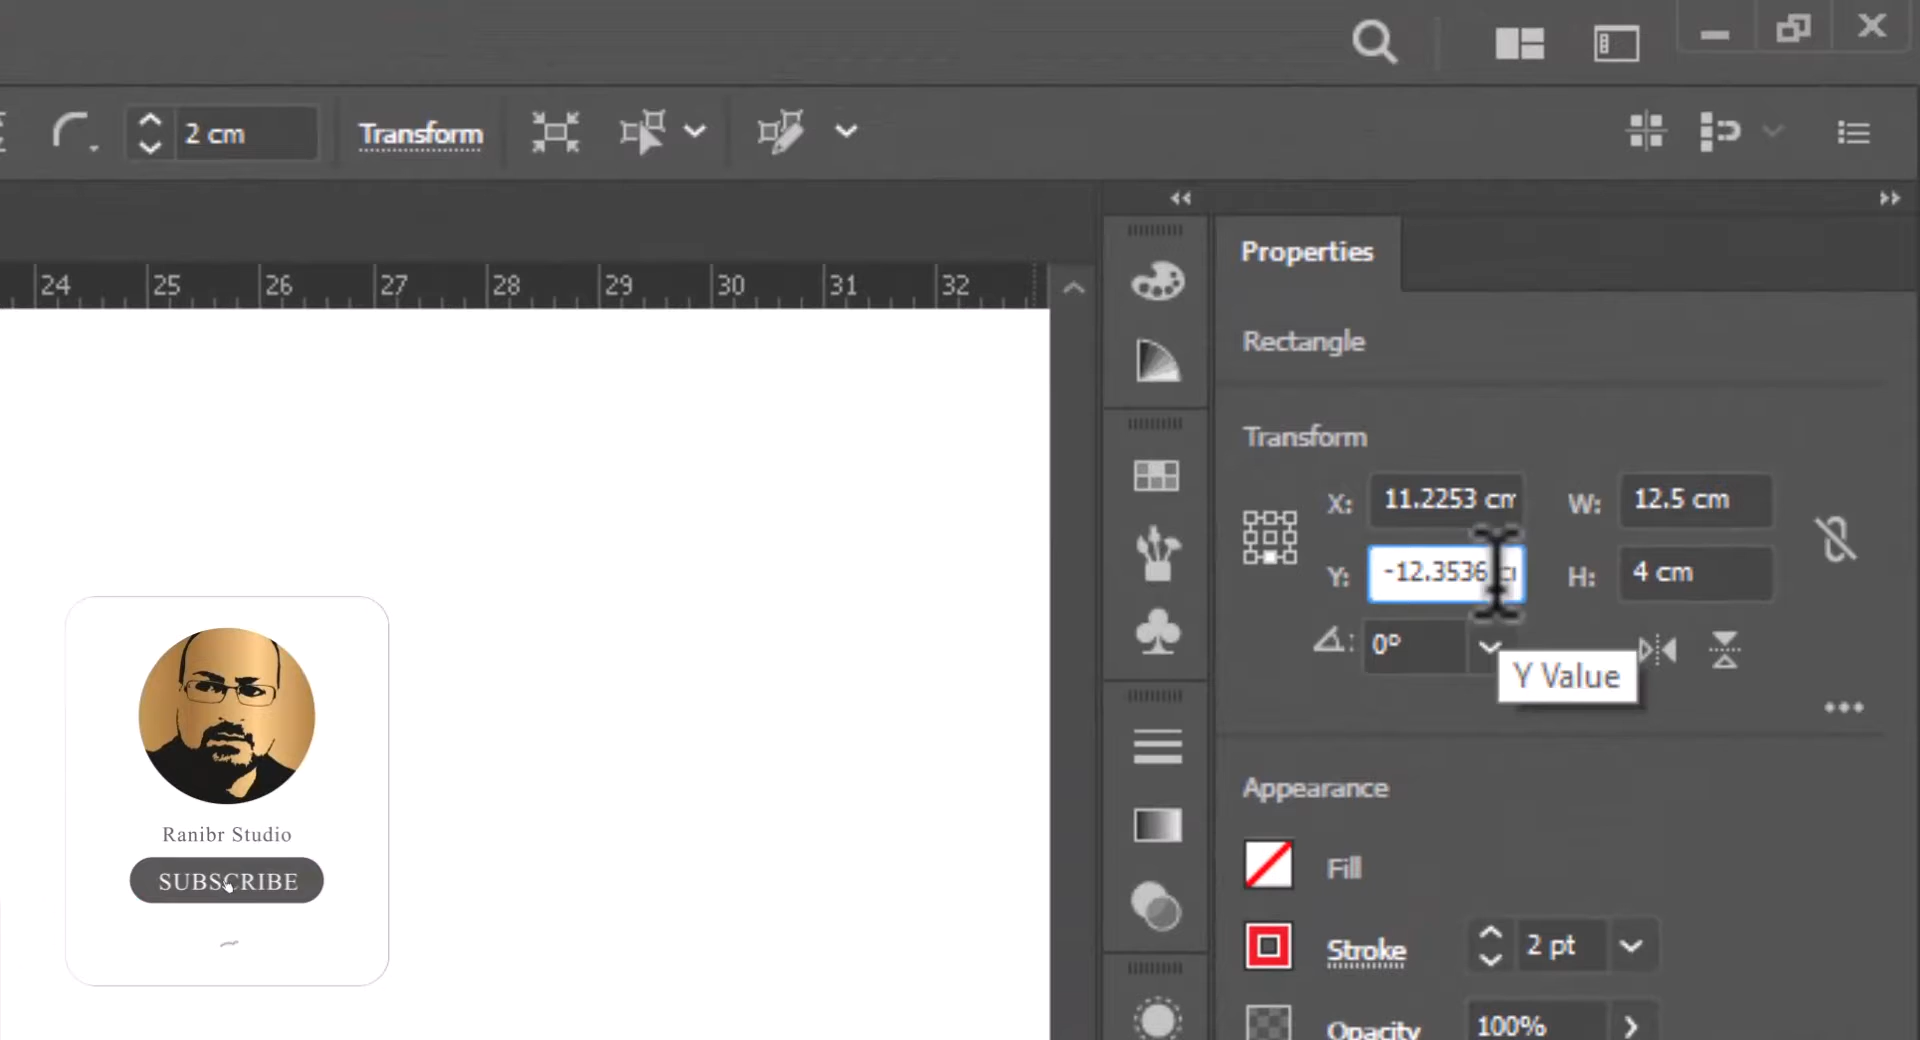 2 cm
Transform
24 25 26 27 28 29 30 31 32
Properties
Rectangle
Transform
X: 11.2253 cm W: 12.5 cm
Y: -12.3536 H: 4 cm
0°
Y Value
Appearance
Fill
Stroke 2 pt
Opacity 100%
Ranibr Studio
SUBSCRIBE